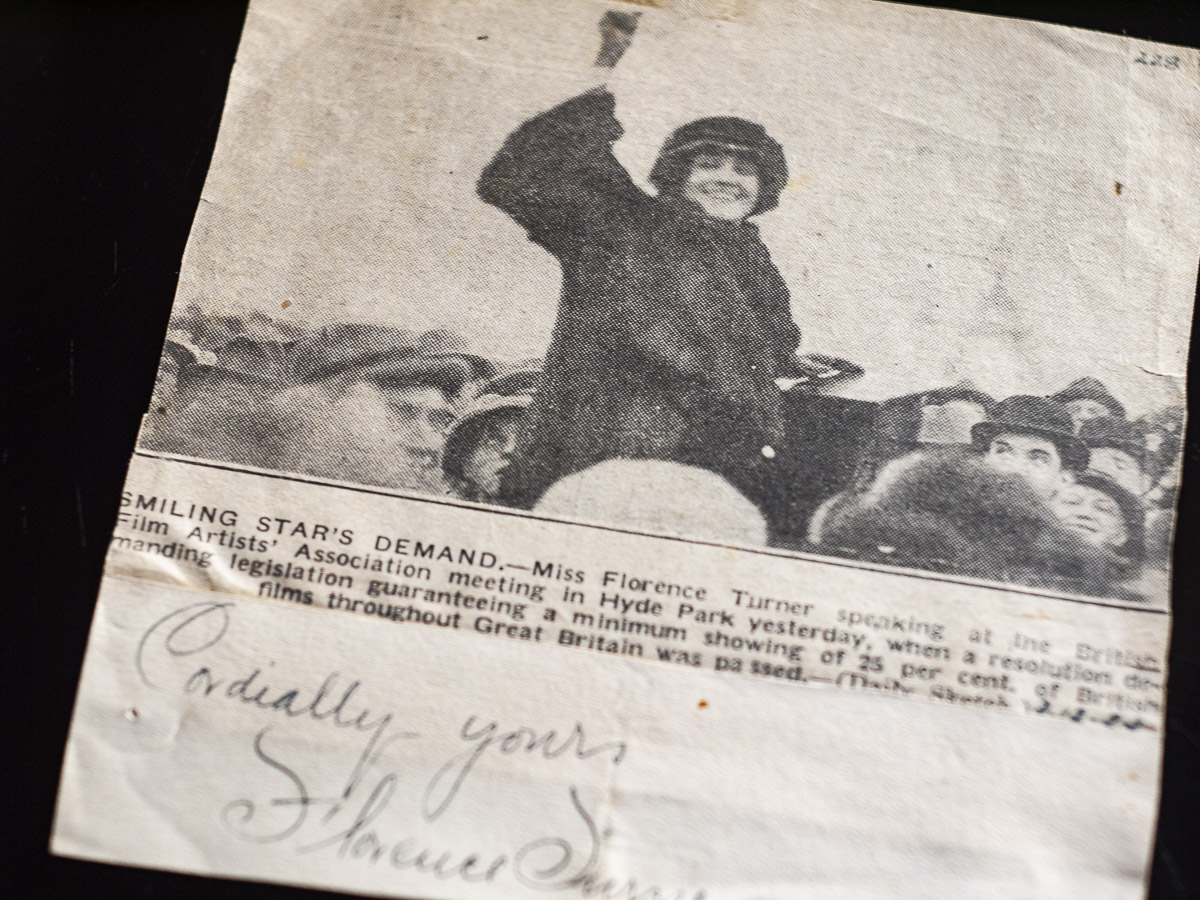 228
SMILING STAR'S DEMAND.—Miss Florence Turner speaking at the British
Film Artists' Association meeting in Hyde Park yesterday, when a resolution de-
manding legislation guaranteeing a minimum showing of 25 per cent. of British
films throughout Great Britain was passed.—(Daily Sketch
Cordially yours
Florence Turner